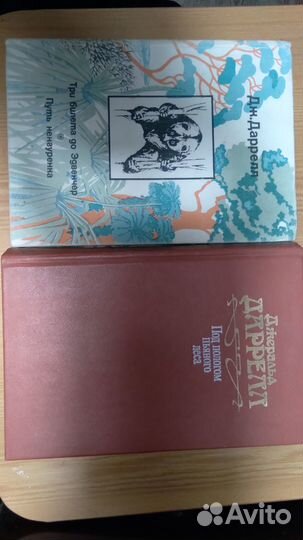 Дж. Даррелл
Три билета до Эдвенчер
Путь кенгуренка
Джеральд
ДАРРЕЛЛ
Под пологом
пьяного
леса
Avito